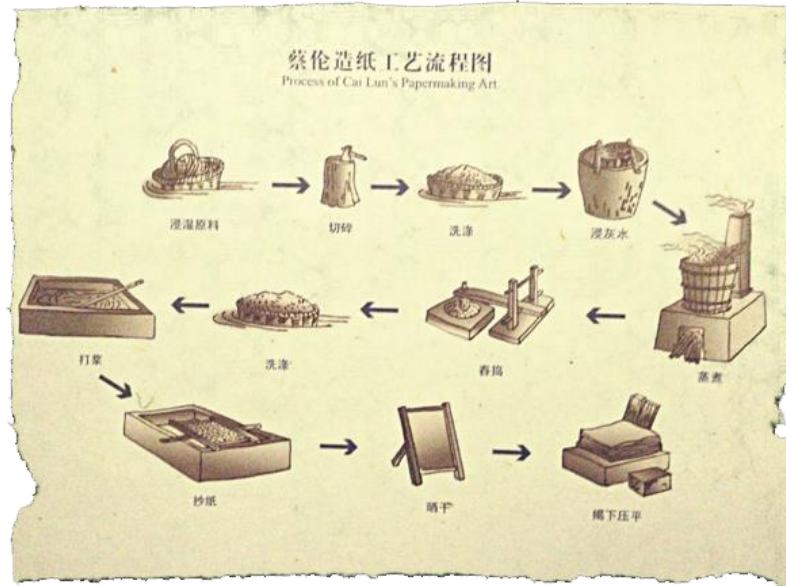 蔡伦造纸工艺流程图
Process of Cai Lun's Papermaking Art
浸湿原料
切碎
洗涤
浸灰水
蒸煮
舂捣
洗涤
打浆
抄纸
晒干
揭下压平